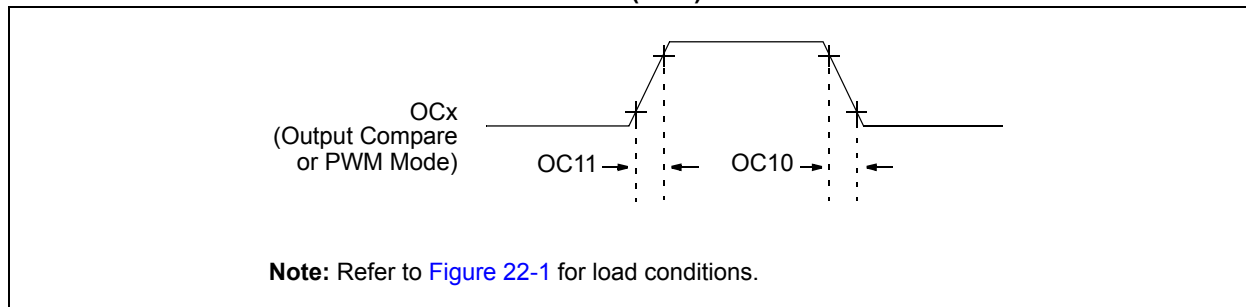 OCx
(Output Compare
or PWM Mode)
OC11
OC10
Note: Refer to Figure 22-1 for load conditions.